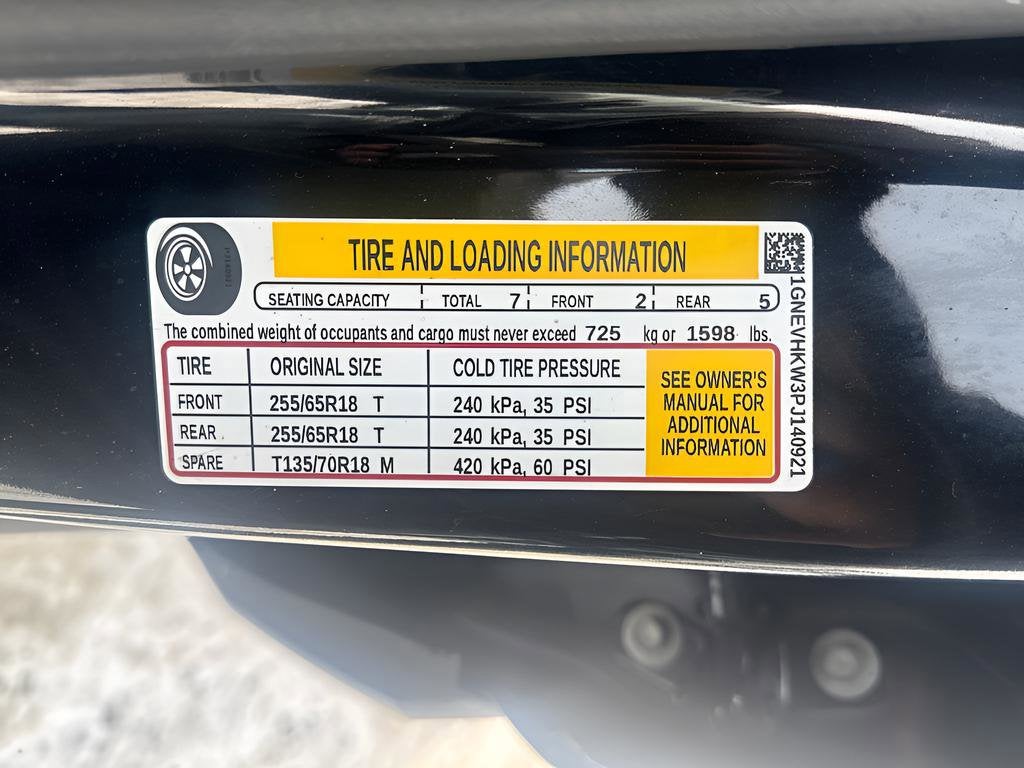 TIRE AND LOADING INFORMATION
SEATING CAPACITY TOTAL 7 FRONT 2 REAR 5
The combined weight of occupants and cargo must never exceed 725 kg or 1598 lbs.
TIRE ORIGINAL SIZE COLD TIRE PRESSURE
FRONT 255/65R18 T 240 kPa, 35 PSI
REAR 255/65R18 T 240 kPa, 35 PSI
SPARE T135/70R18 M 420 kPa, 60 PSI
SEE OWNER'S
MANUAL FOR
ADDITIONAL
INFORMATION
1GNEVHKW3PJ140921